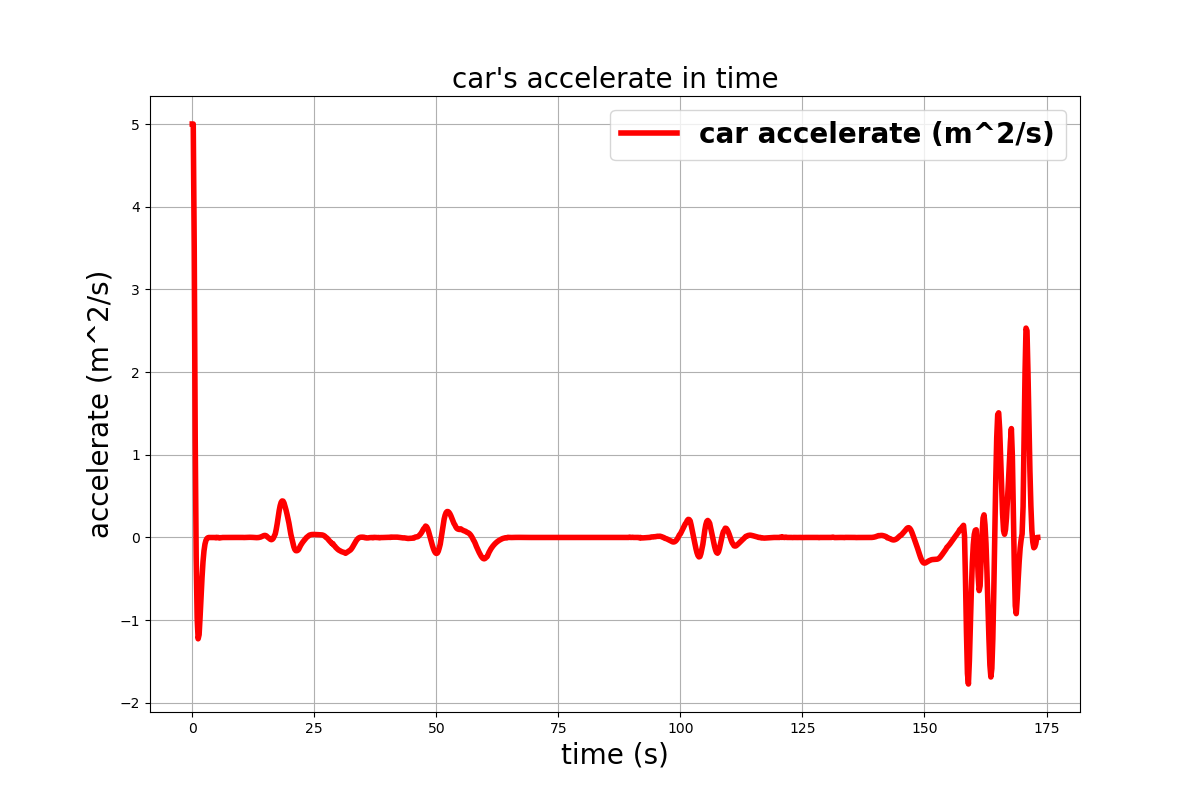 car's accelerate in time
car accelerate (m^2/s)
accelerate (m^2/s)
5
4
3
2
1
0
−1
−2
0 25 50 75 100 125 150 175
time (s)